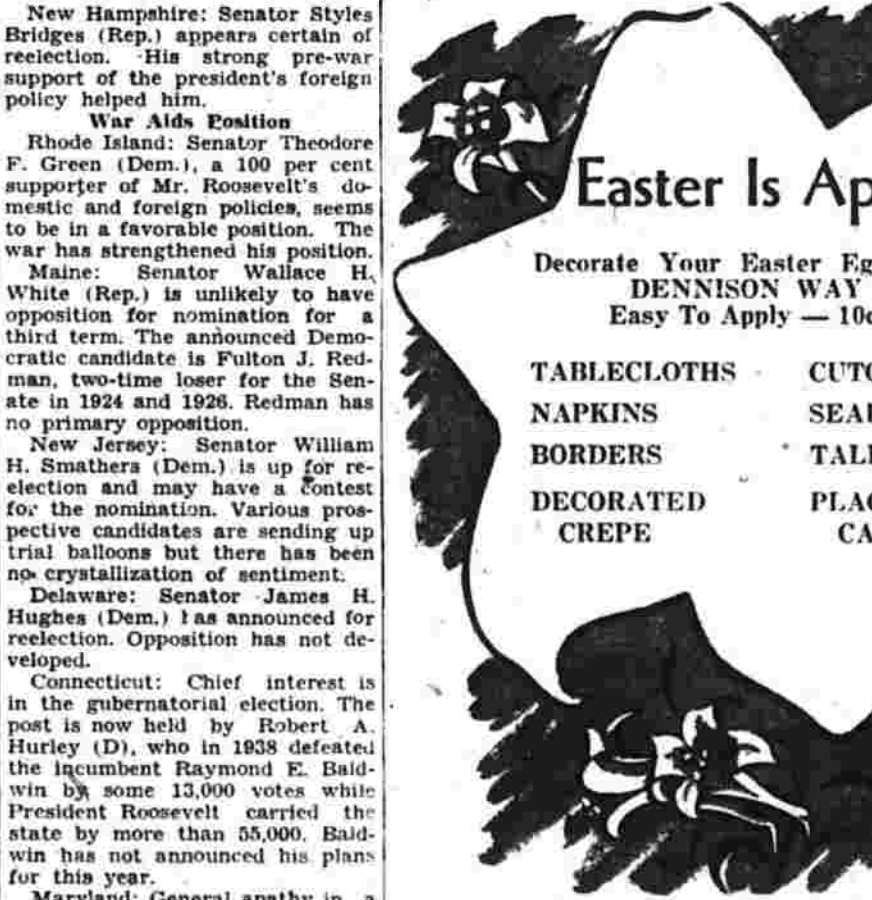 New Hampshire: Senator Styles
Bridges (Rep.) appears certain of
reelection. His strong pre-war
support of the president's foreign
policy helped him.
War Aids Position
Rhode Island: Senator Theodore
F. Green (Dem.), a 100 per cent
supporter of Mr. Roosevelt's do-
mestic and foreign policies, seems
to be in a favorable position. The
war has strengthened his position.
Maine: Senator Wallace H.
White (Rep.) is unlikely to have
opposition for nomination for a
third term. The announced Demo-
cratic candidate is Fulton J. Red-
man, two-time loser for the Sen-
ate in 1924 and 1926. Redman has
no primary opposition.
New Jersey: Senator William
H. Smathers (Dem.) is up for re-
election and may have a contest
for the nomination. Various pros-
pective candidates are sending up
trial balloons but there has been
no crystallization of sentiment.
Delaware: Senator James H.
Hughes (Dem.) has announced for
reelection. Opposition has not de-
veloped.
Connecticut: Chief interest is
in the gubernatorial election. The
post is now held by Robert A.
Hurley (D), who in 1938 defeated
the incumbent Raymond E. Bald-
win by some 13,000 votes while
President Roosevelt carried the
state by more than 55,000. Bald-
win has not announced his plans
for this year.
Maryland: General apathy in a
Easter Is Ap
Decorate Your Easter Eg
DENNISON WAY
Easy To Apply — 10c
TABLECLOTHS CUTO
NAPKINS SEAL
BORDERS TALL
DECORATED PLAC
CREPE CA